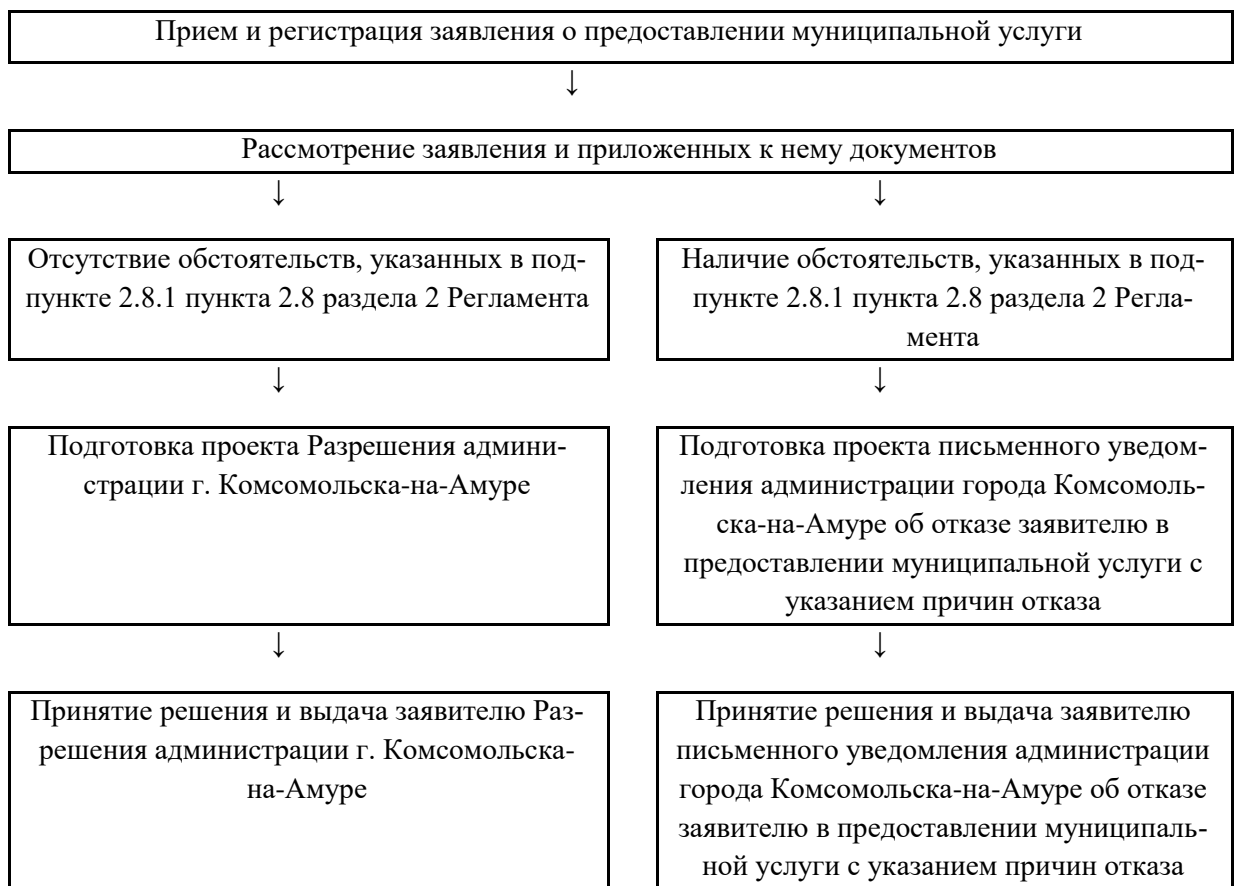 Прием и регистрация заявления о предоставлении муниципальной услуги
↓
Рассмотрение заявления и приложенных к нему документов
↓ ↓
Отсутствие обстоятельств, указанных в под-
пункте 2.8.1 пункта 2.8 раздела 2 Регламента
Наличие обстоятельств, указанных в под-
пункте 2.8.1 пункта 2.8 раздела 2 Регла-
мента
↓ ↓
Подготовка проекта Разрешения админи-
страции г. Комсомольска-на-Амуре
Подготовка проекта письменного уведом-
ления администрации города Комсомоль-
ска-на-Амуре об отказе заявителю в
предоставлении муниципальной услуги с
указанием причин отказа
↓ ↓
Принятие решения и выдача заявителю Раз-
решения администрации г. Комсомольска-
на-Амуре
Принятие решения и выдача заявителю
письменного уведомления администрации
города Комсомольска-на-Амуре об отказе
заявителю в предоставлении муниципаль-
ной услуги с указанием причин отказа